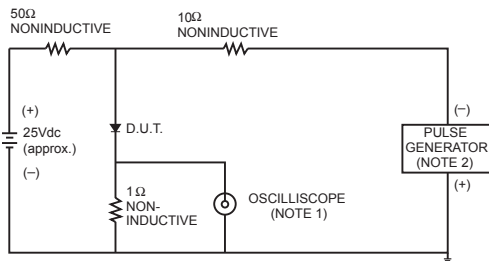 50Ω
NONINDUCTIVE
10Ω
NONINDUCTIVE
(+)
25Vdc
(approx.)
(−)
D.U.T.
1Ω
NON-
INDUCTIVE
OSCILLISCOPE
(NOTE 1)
(−)
PULSE
GENERATOR
(NOTE 2)
(+)